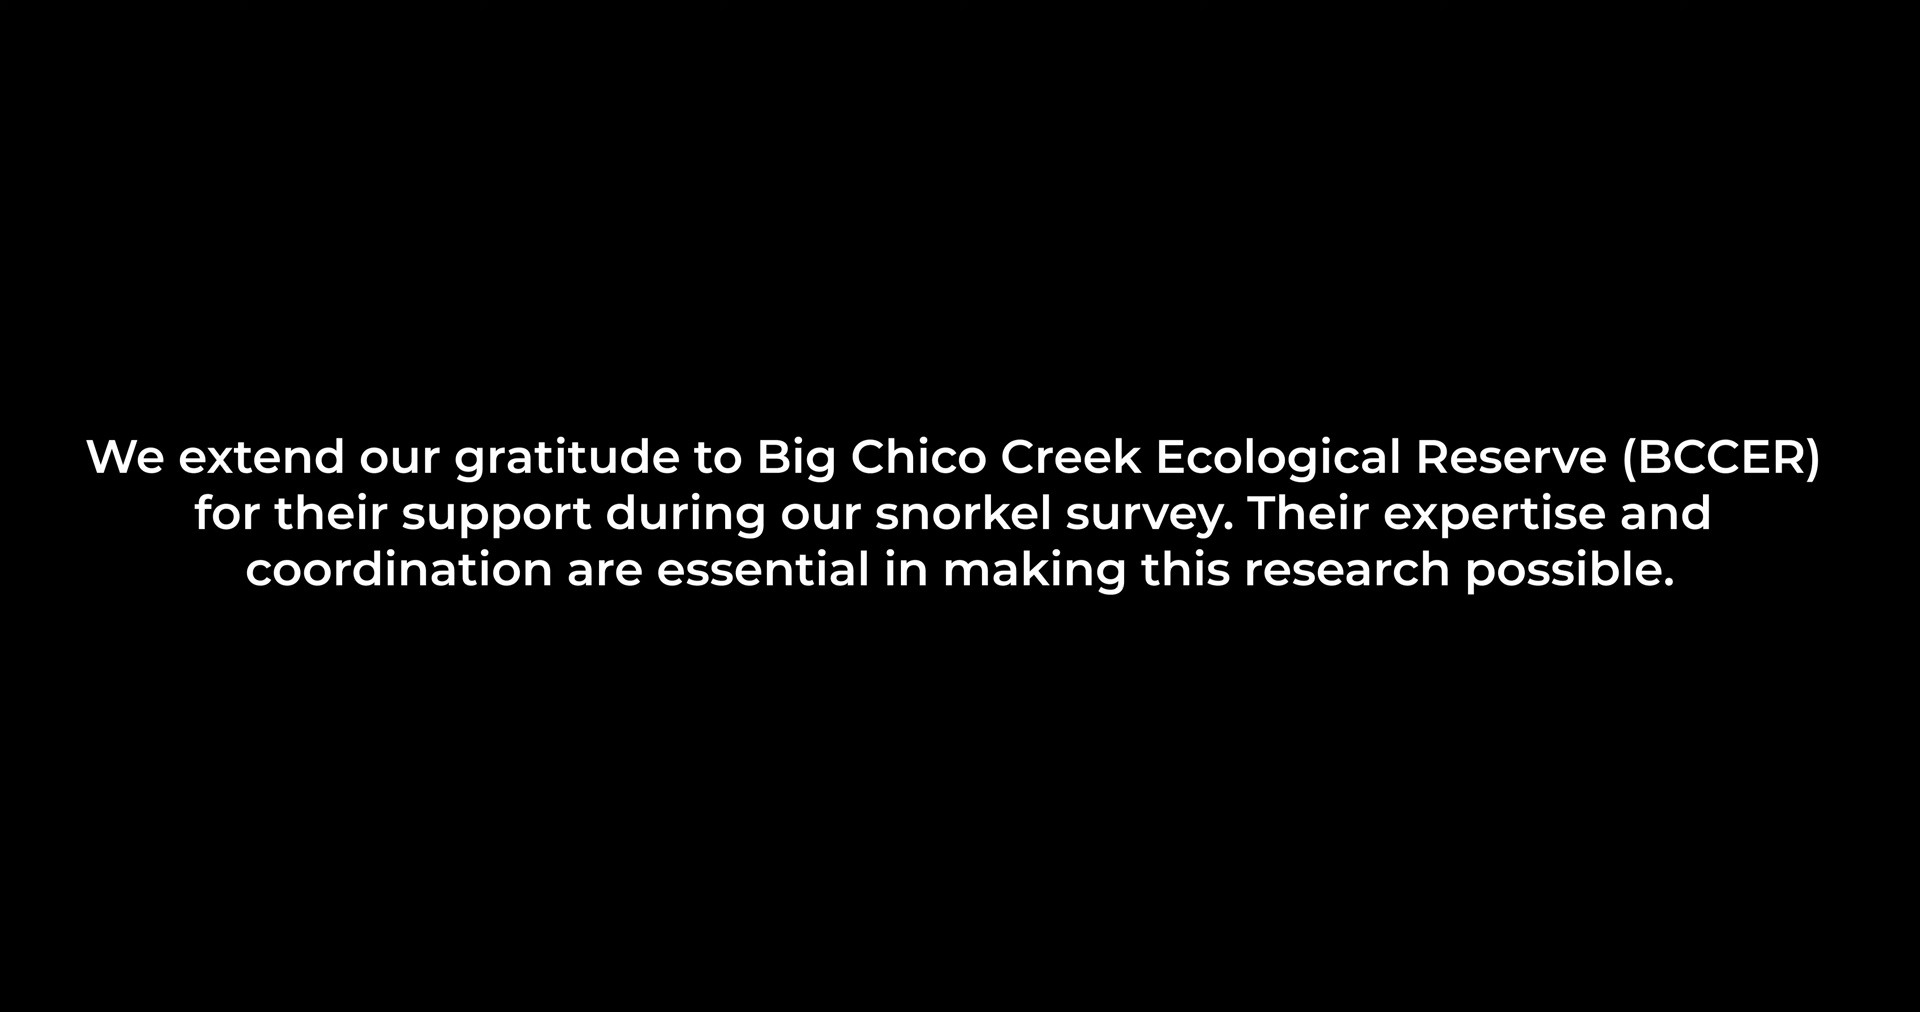 We extend our gratitude to Big Chico Creek Ecological Reserve (BCCER)
for their support during our snorkel survey. Their expertise and
coordination are essential in making this research possible.